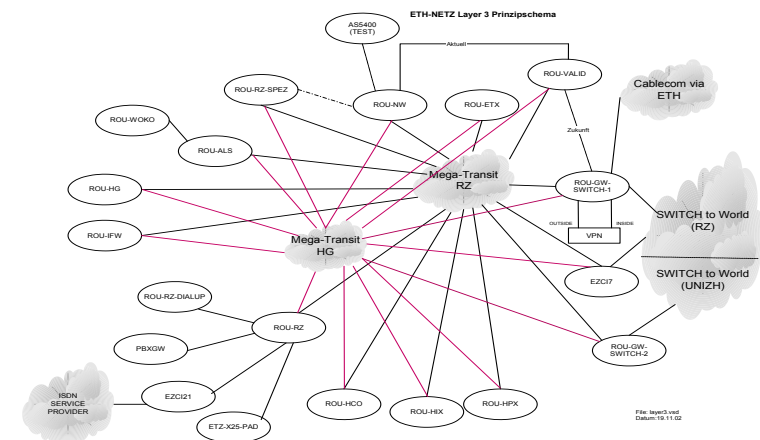 ETH-NETZ Layer 3 Prinzipschema
AS5400
(TEST)
Aktuell
ROU-VALID
ROU-RZ-SPEZ
ROU-NW
ROU-ETX
Cablecom via
ETH
ROU-WOKO
Zukunft
ROU-ALS
Mega-Transit
RZ
ROU-HG
ROU-GW-
SWITCH-1
OUTSIDE
INSIDE
VPN
SWITCH to World
(RZ)
ROU-IFW
Mega-Transit
HG
SWITCH to World
(UNIZH)
EZCI7
ROU-RZ-DIALUP
ROU-RZ
PBXGW
ROU-GW-
SWITCH-2
ISDN
SERVICE
PROVIDER
EZCI21
ROU-HCO
ROU-HIX
ROU-HPX
ETZ-X25-PAD
File: layer3.vsd
Datum:19.11.02